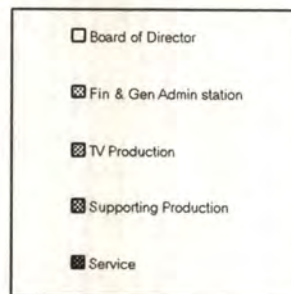 Board of Director
Fin & Gen Admin station
TV Production
Supporting Production
Service